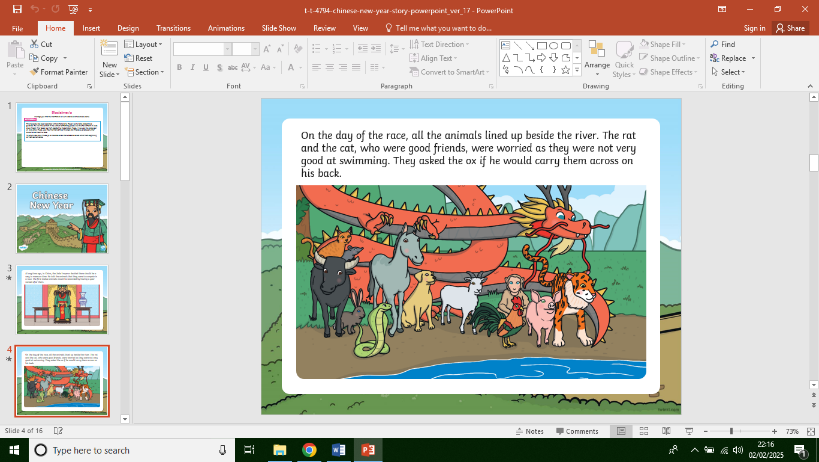 t-t-4794-chinese-new-year-story-powerpoint_ver_17 - PowerPoint
File Home Insert Design Transitions Animations Slide Show Review View Tell me what you want to do... Sign in Share
Paste
Cut
Copy
Format Painter
Clipboard
New Slides
Layout
Reset
Section
Slides
B I U S abc AV Aa A
Font
Paragraph
Text Direction
Align Text
Convert to SmartArt
Arrange
Quick Styles
Shape Fill
Shape Outline
Shape Effects
Drawing
Find
Replace
Select
Editing
1
2
Chinese
New Year
3
4
On the day of the race, all the animals lined up beside the river. The rat
and the cat, who were good friends, were worried as they were not very
good at swimming. They asked the ox if he would carry them across on
his back.
Slide 4 of 16 Notes Comments 73%
Type here to search
22:16
02/02/2025